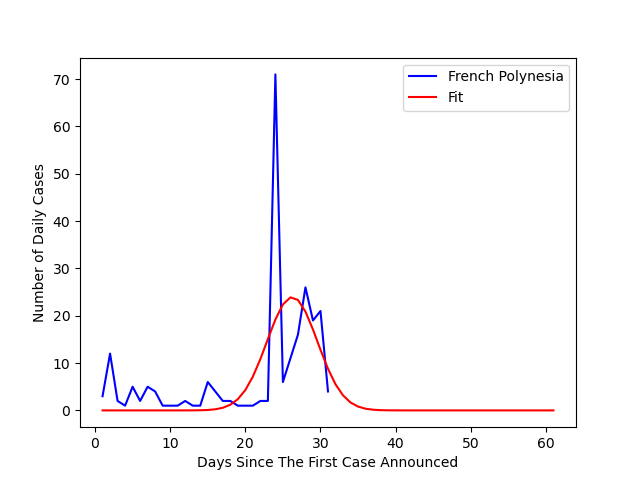 French Polynesia
Fit
Number of Daily Cases
70
60
50
40
30
20
10
0
0 10 20 30 40 50 60
Days Since The First Case Announced